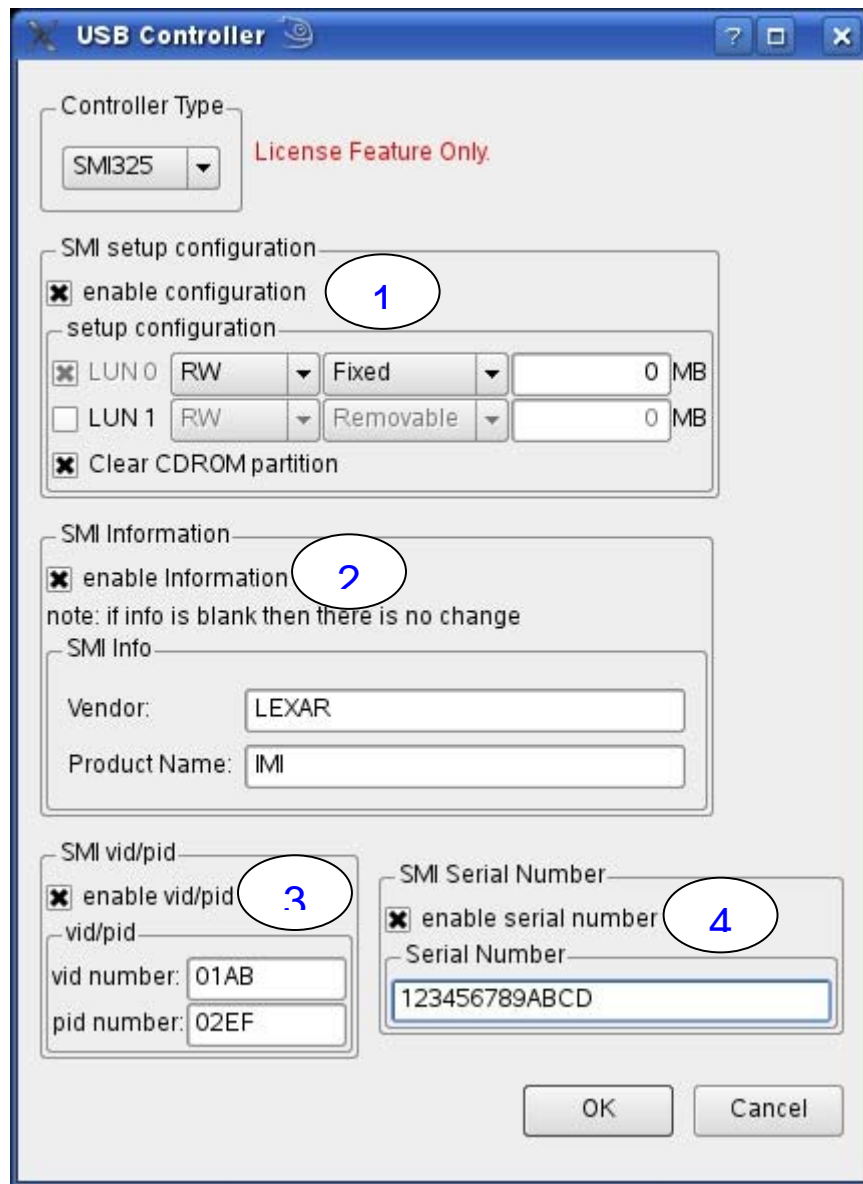 USB Controller
Controller Type
SMI325
License Feature Only.
SMI setup configuration
enable configuration
1
setup configuration
LUN 0 RW Fixed 0 MB
LUN 1 RW Removable 0 MB
Clear CDROM partition
SMI Information
enable Information
2
note: if info is blank then there is no change
SMI Info
Vendor: LEXAR
Product Name: IMI
SMI vid/pid
enable vid/pid
3
vid/pid
vid number: 01AB
pid number: 02EF
SMI Serial Number
enable serial number
4
Serial Number
123456789ABCD
OK Cancel